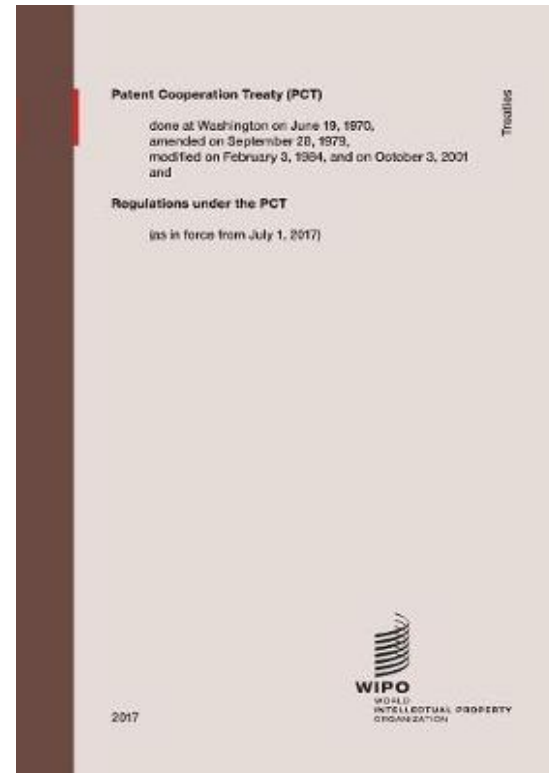 Patent Cooperation Treaty (PCT)
done at Washington on June 19, 1970,
amended on September 28, 1979,
modified on February 3, 1984, and on October 3, 2001
and
Regulations under the PCT
(as in force from July 1, 2017)
Treaties
WIPO
WORLD
INTELLECTUAL PROPERTY
ORGANIZATION
2017